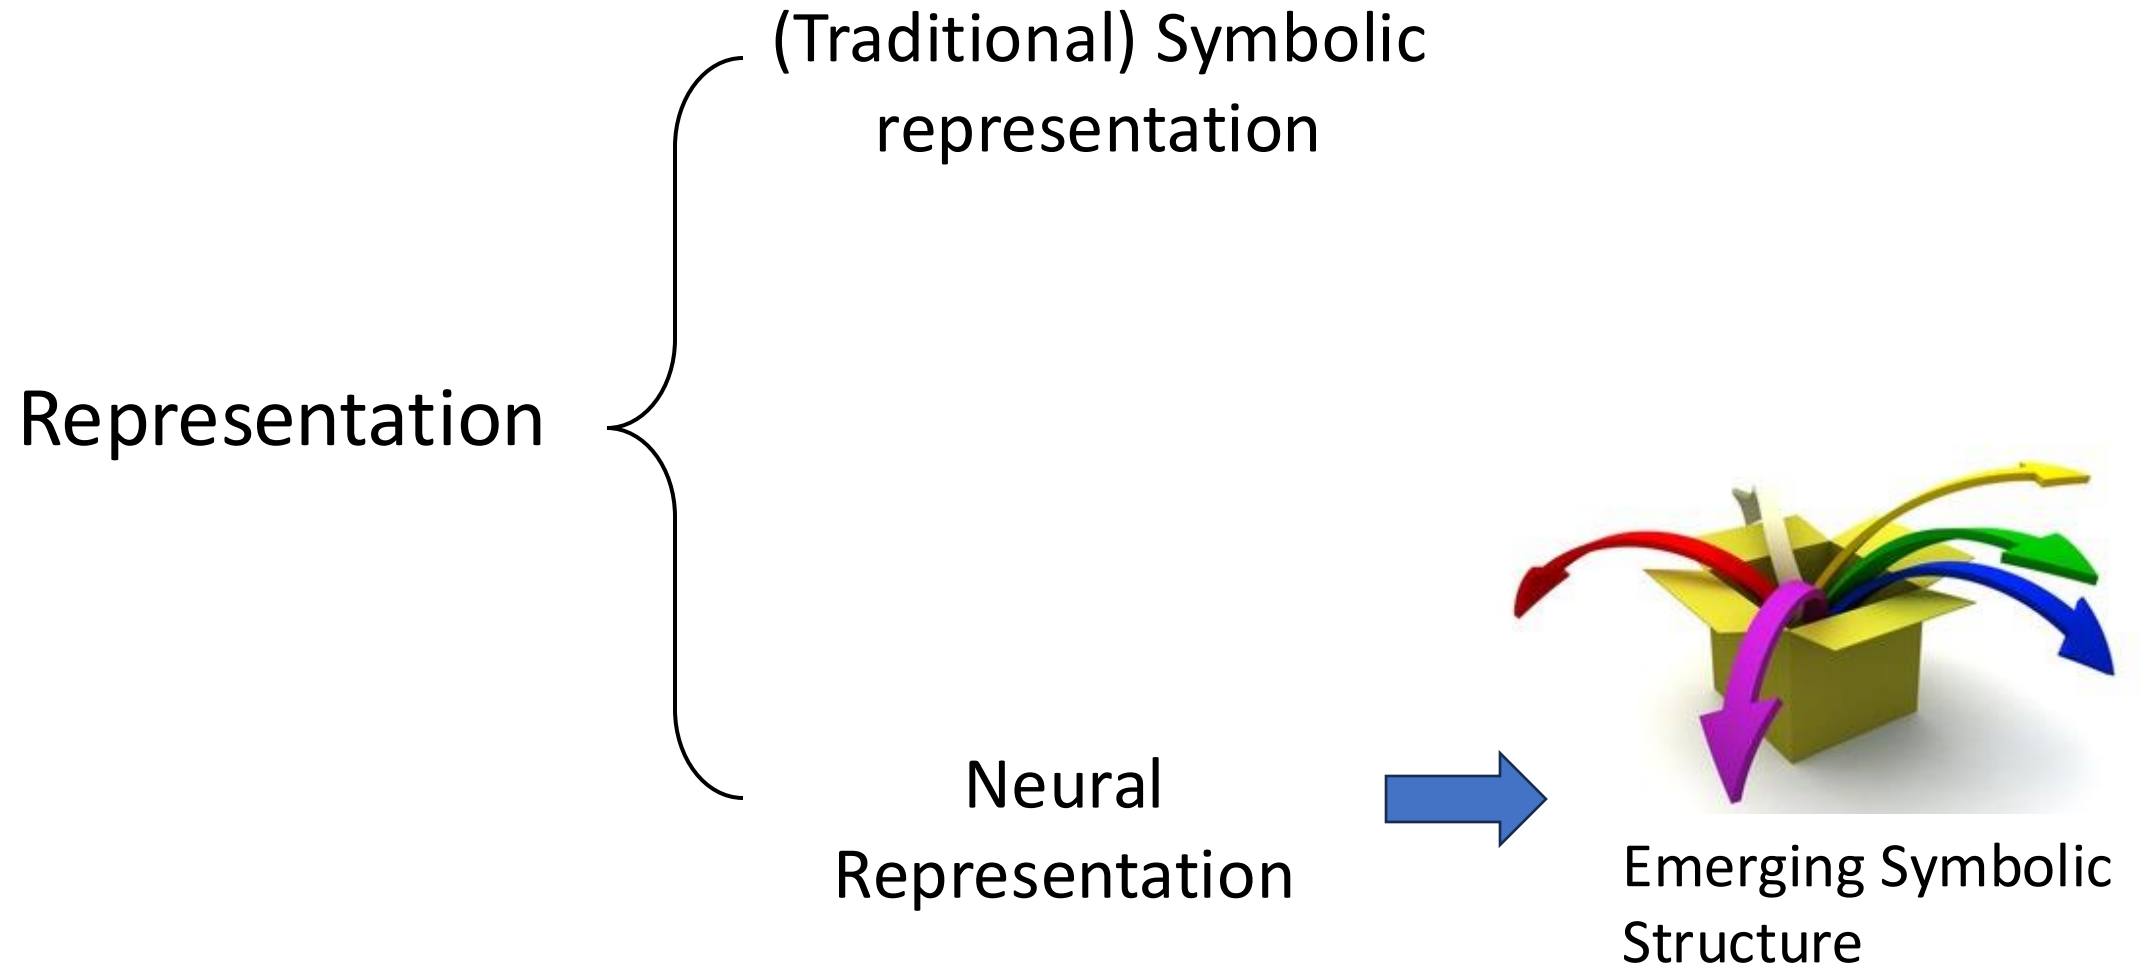 (Traditional) Symbolic
representation
Representation
Neural
Representation
Emerging Symbolic
Structure